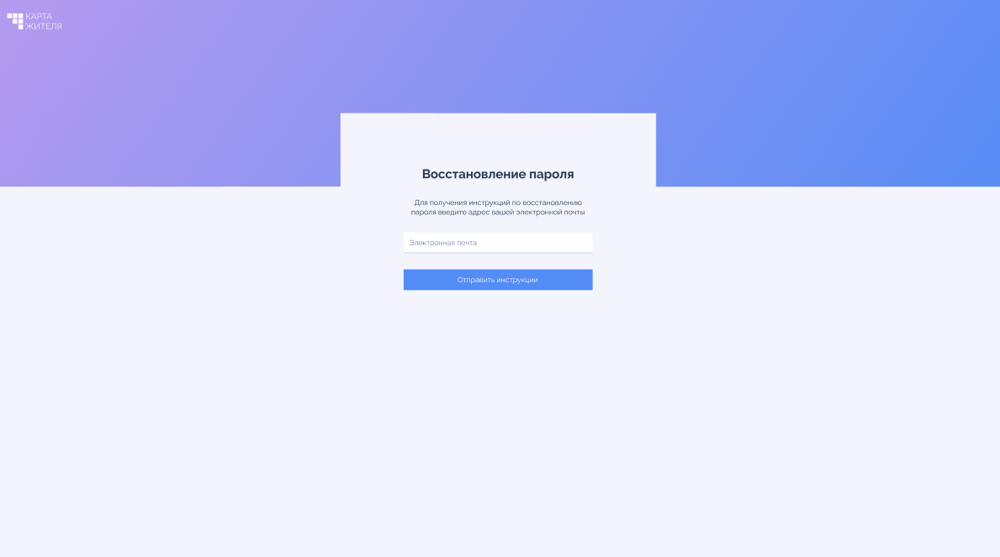 КАРТА
ЖИТЕЛЯ
Восстановление пароля
Для получения инструкций по восстановлению
пароля введите адрес вашей электронной почты
Электронная почта
Отправить инструкции